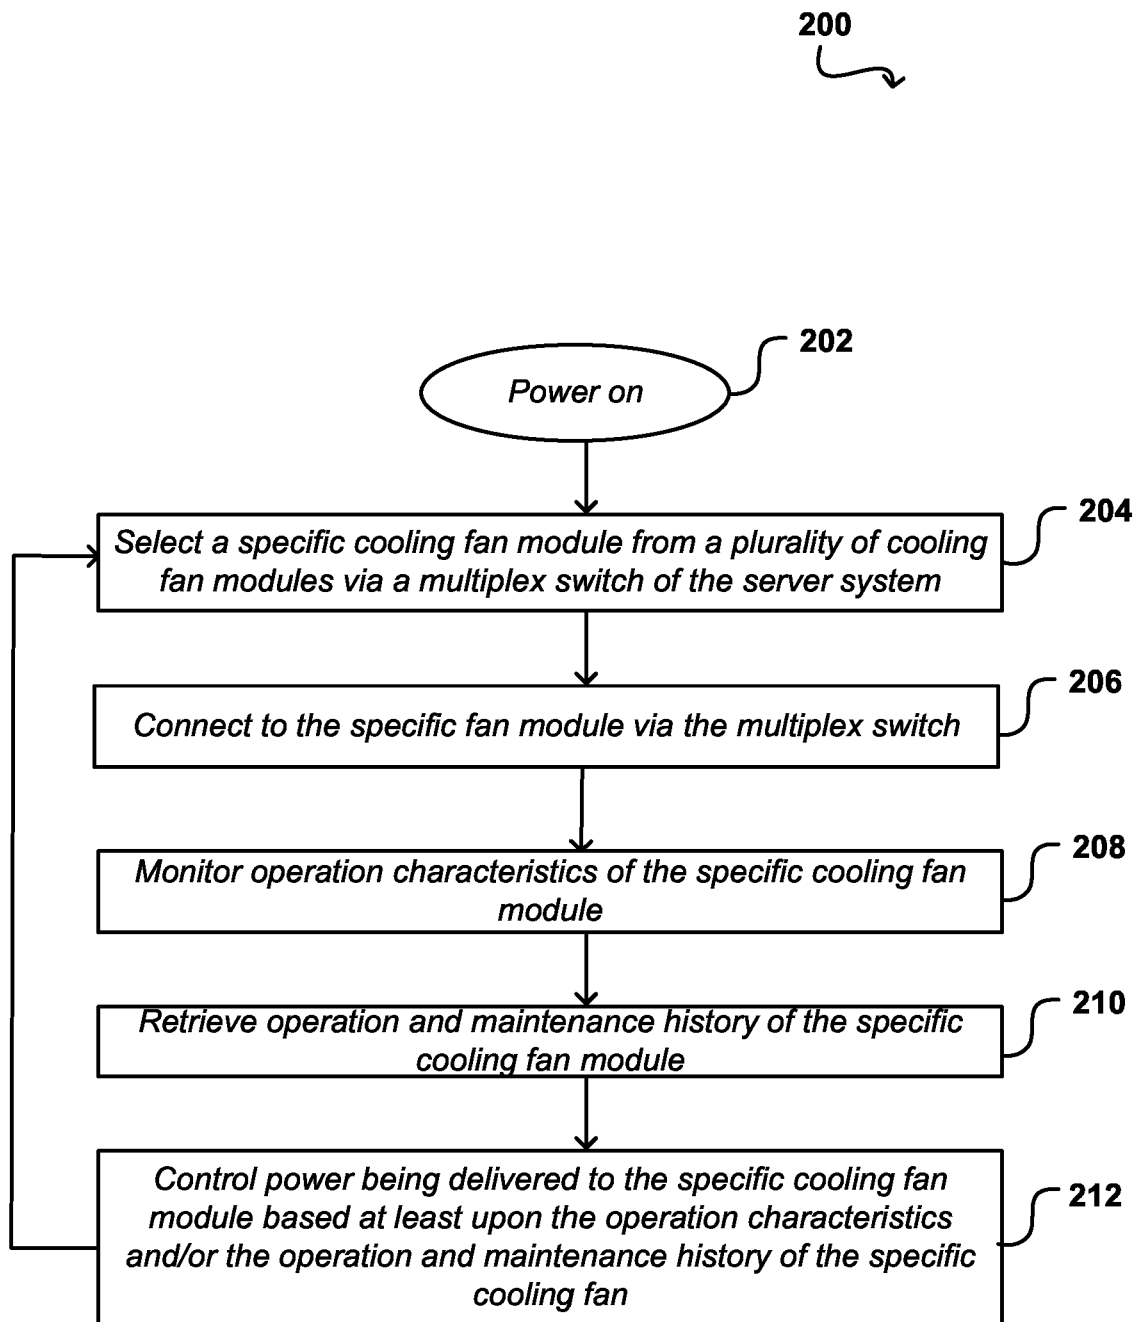 200
202
Power on
204
Select a specific cooling fan module from a plurality of cooling
fan modules via a multiplex switch of the server system
206
Connect to the specific fan module via the multiplex switch
208
Monitor operation characteristics of the specific cooling fan
module
210
Retrieve operation and maintenance history of the specific
cooling fan module
212
Control power being delivered to the specific cooling fan
module based at least upon the operation characteristics
and/or the operation and maintenance history of the specific
cooling fan